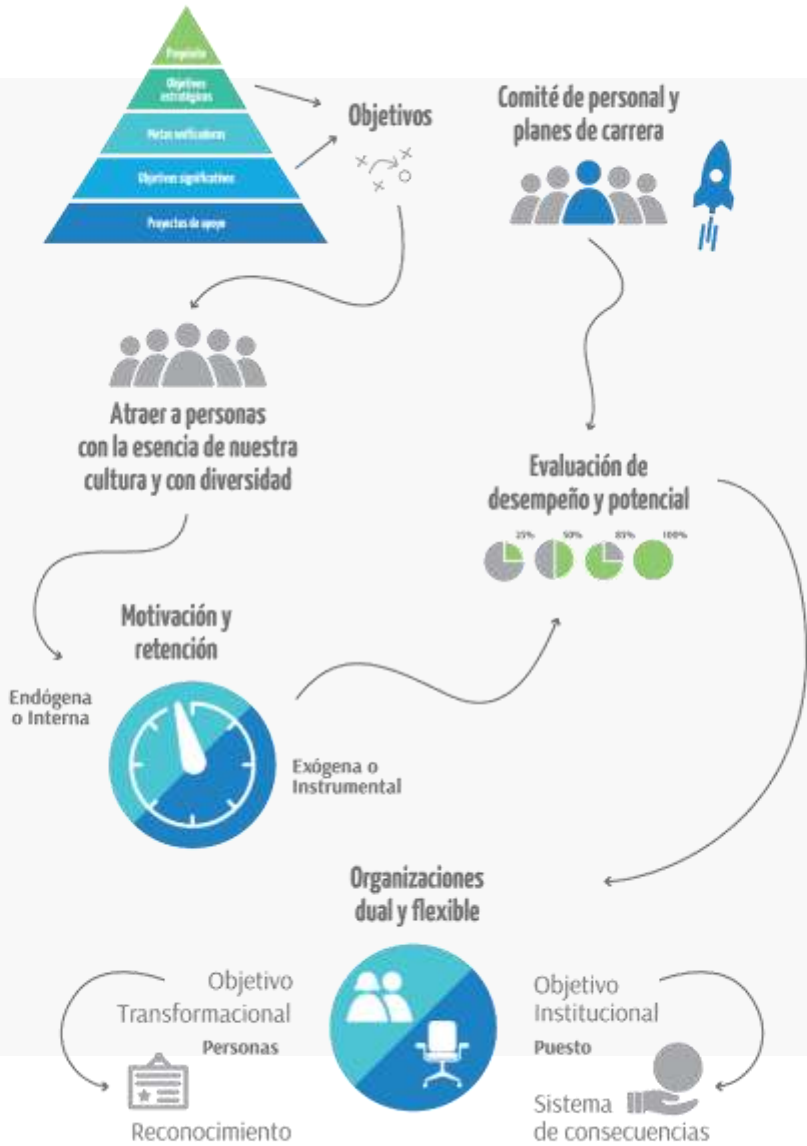 Propósito
Objetivos
estratégicos
Metas unificadoras
Objetivos significativos
Proyectos de apoyo
Objetivos
Comité de personal y
planes de carrera
Atraer a personas
con la esencia de nuestra
cultura y con diversidad
Evaluación de
desempeño y potencial
25%
50%
85%
100%
Motivación y
retención
Endógena
o Interna
Exógena o
Instrumental
Organizaciones
dual y flexible
Objetivo
Transformacional
Personas
Reconocimiento
Objetivo
Institucional
Puesto
Sistema
de consecuencias